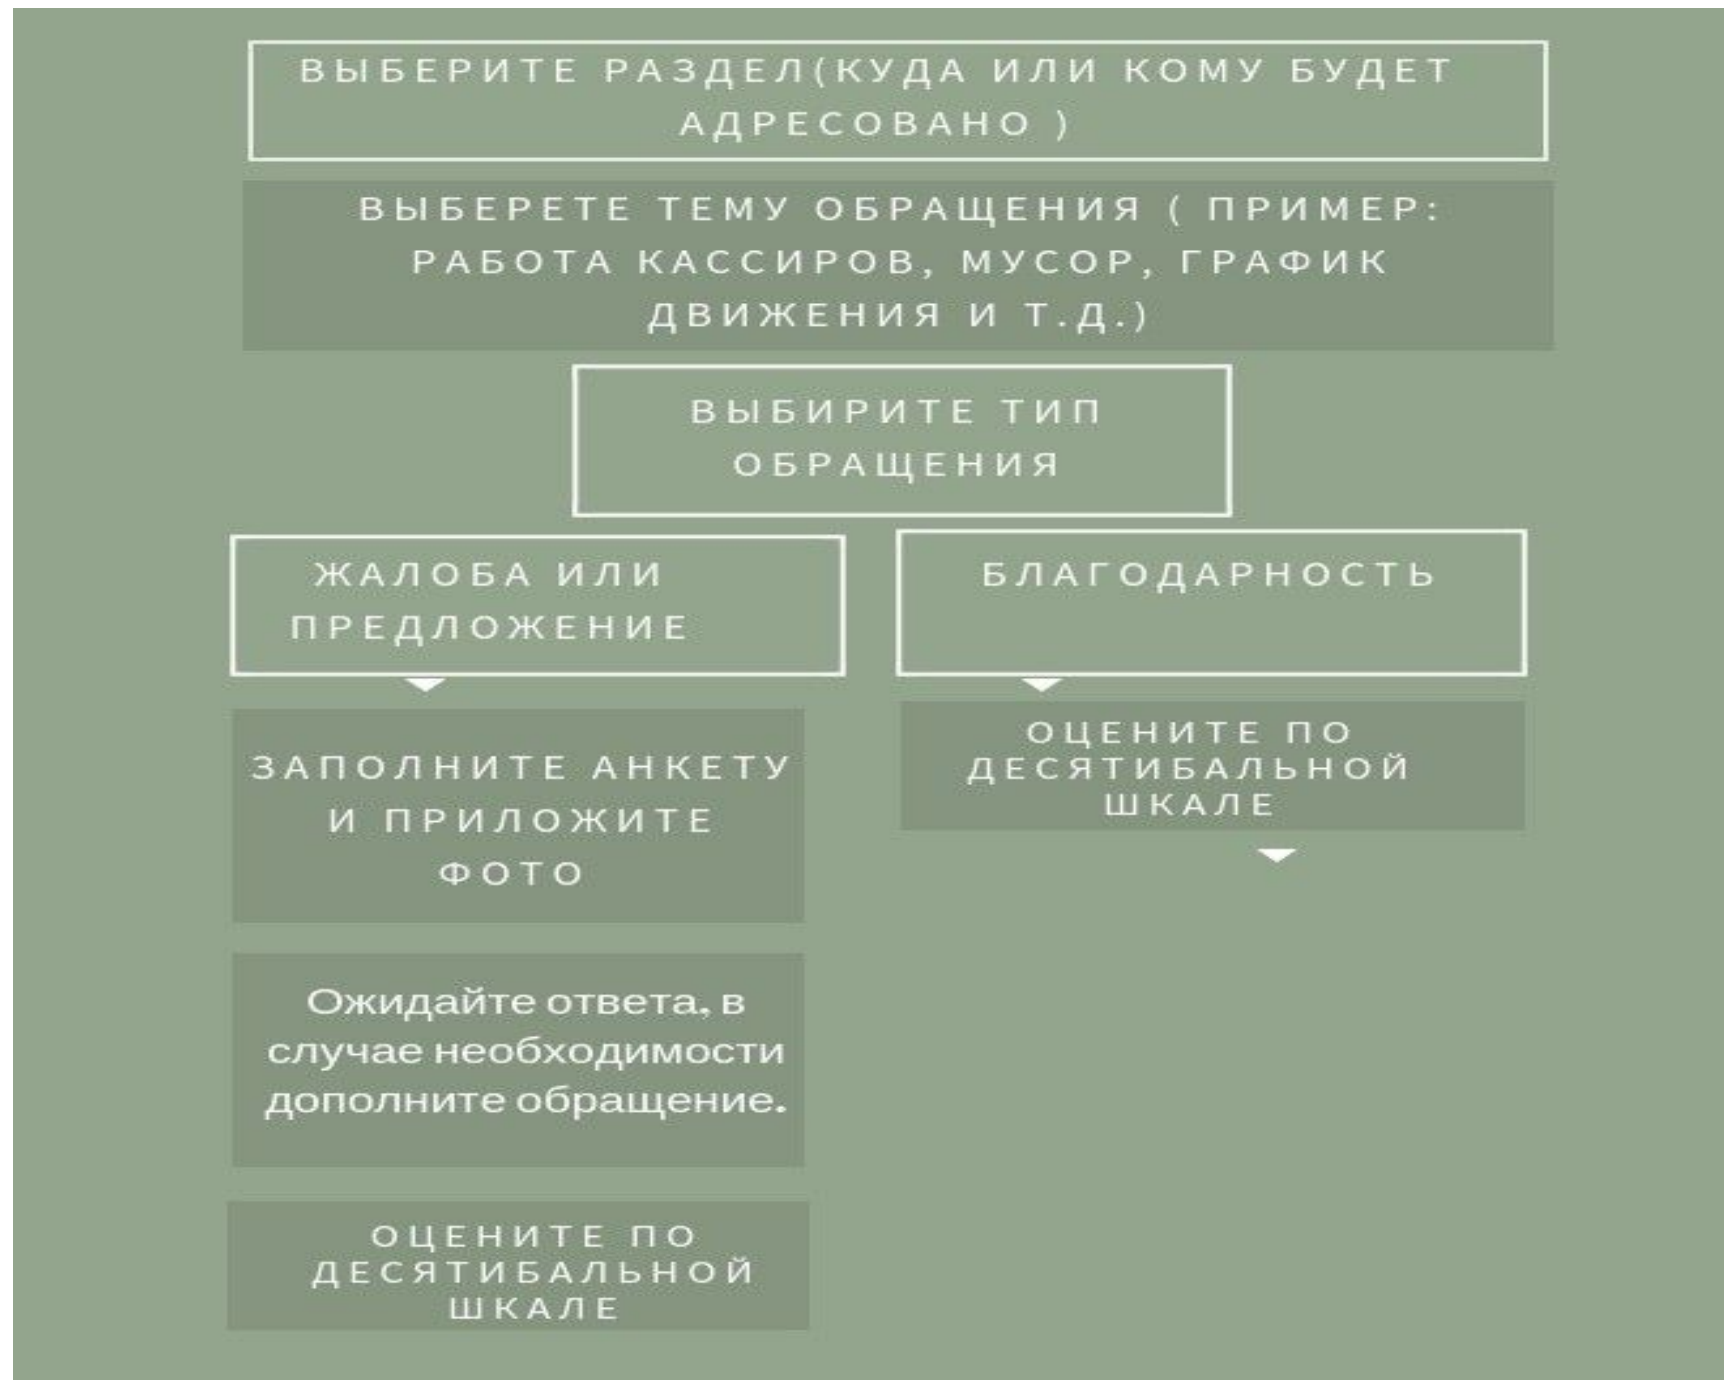 ВЫБЕРИТЕ РАЗДЕЛ(КУДА ИЛИ КОМУ БУДЕТ
АДРЕСОВАНО )
ВЫБЕРЕТЕ ТЕМУ ОБРАЩЕНИЯ ( ПРИМЕР:
РАБОТА КАССИРОВ, МУСОР, ГРАФИК
ДВИЖЕНИЯ И Т.Д.)
ВЫБИРИТЕ ТИП
ОБРАЩЕНИЯ
ЖАЛОБА ИЛИ
ПРЕДЛОЖЕНИЕ
БЛАГОДАРНОСТЬ
ЗАПОЛНИТЕ АНКЕТУ
И ПРИЛОЖИТЕ
ФОТО
ОЦЕНИТЕ ПО
ДЕСЯТИБАЛЬНОЙ
ШКАЛЕ
Ожидайте ответа, в
случае необходимости
дополните обращение.
ОЦЕНИТЕ ПО
ДЕСЯТИБАЛЬНОЙ
ШКАЛЕ